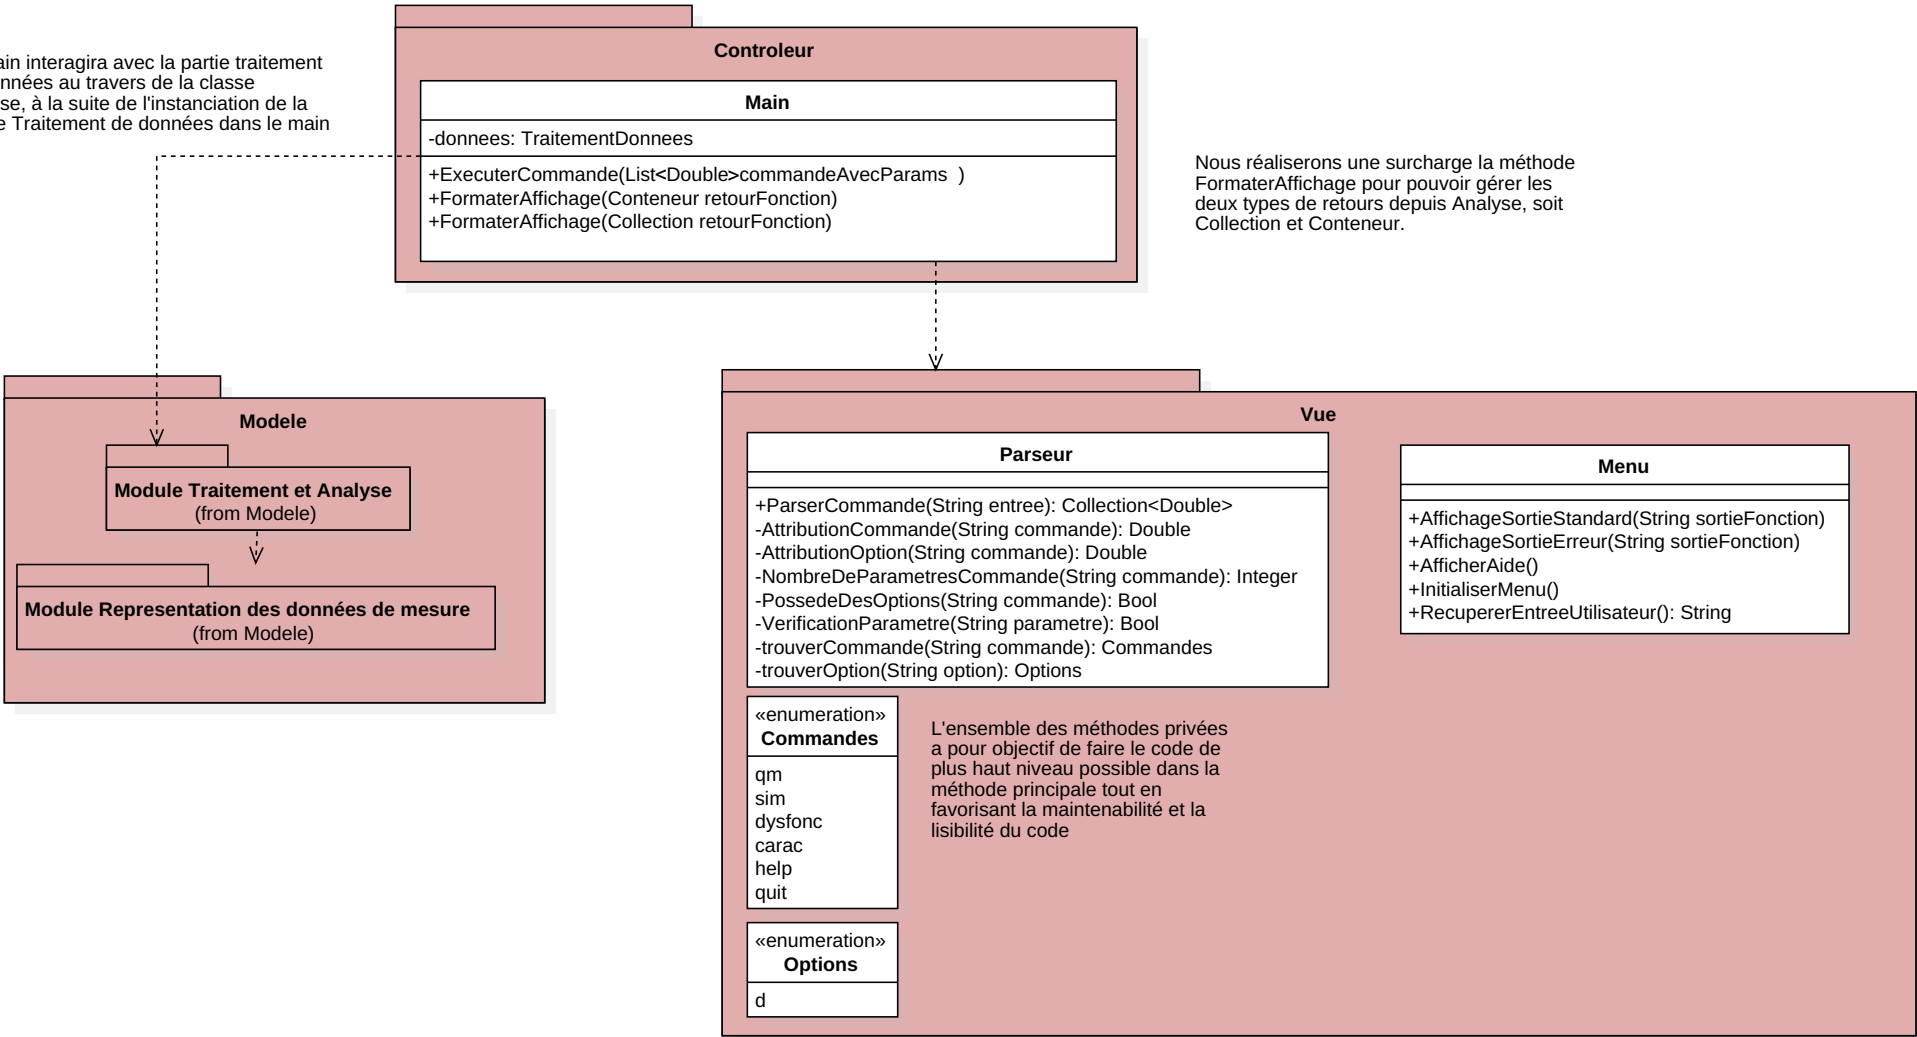 Controleur
ain interagira avec la partie traitement
nnées au travers de la classe
se, à la suite de l'instanciation de la
e Traitement de données dans le main
Main
-donnees: TraitementDonnees
+ExecuterCommande(List<Double>commandeAvecParams )
+FormaterAffichage(Conteneur retourFonction)
+FormaterAffichage(Collection retourFonction)
Nous réaliserons une surcharge la méthode
FormaterAffichage pour pouvoir gérer les
deux types de retours depuis Analyse, soit
Collection et Conteneur.
Modele
Module Traitement et Analyse
(from Modele)
Module Representation des données de mesure
(from Modele)
Vue
Parseur
+ParserCommande(String entree): Collection<Double>
-AttributionCommande(String commande): Double
-AttributionOption(String commande): Double
-NombreDeParametresCommande(String commande): Integer
-PossedeDesOptions(String commande): Bool
-VerificationParametre(String parametre): Bool
-trouverCommande(String commande): Commandes
-trouverOption(String option): Options
Menu
+AffichageSortieStandard(String sortieFonction)
+AffichageSortieErreur(String sortieFonction)
+AfficherAide()
+InitialiserMenu()
+RecupererEntreeUtilisateur(): String
«enumeration»
Commandes
qm
sim
dysfonc
carac
help
quit
L'ensemble des méthodes privées
a pour objectif de faire le code de
plus haut niveau possible dans la
méthode principale tout en
favorisant la maintenabilité et la
lisibilité du code
«enumeration»
Options
d